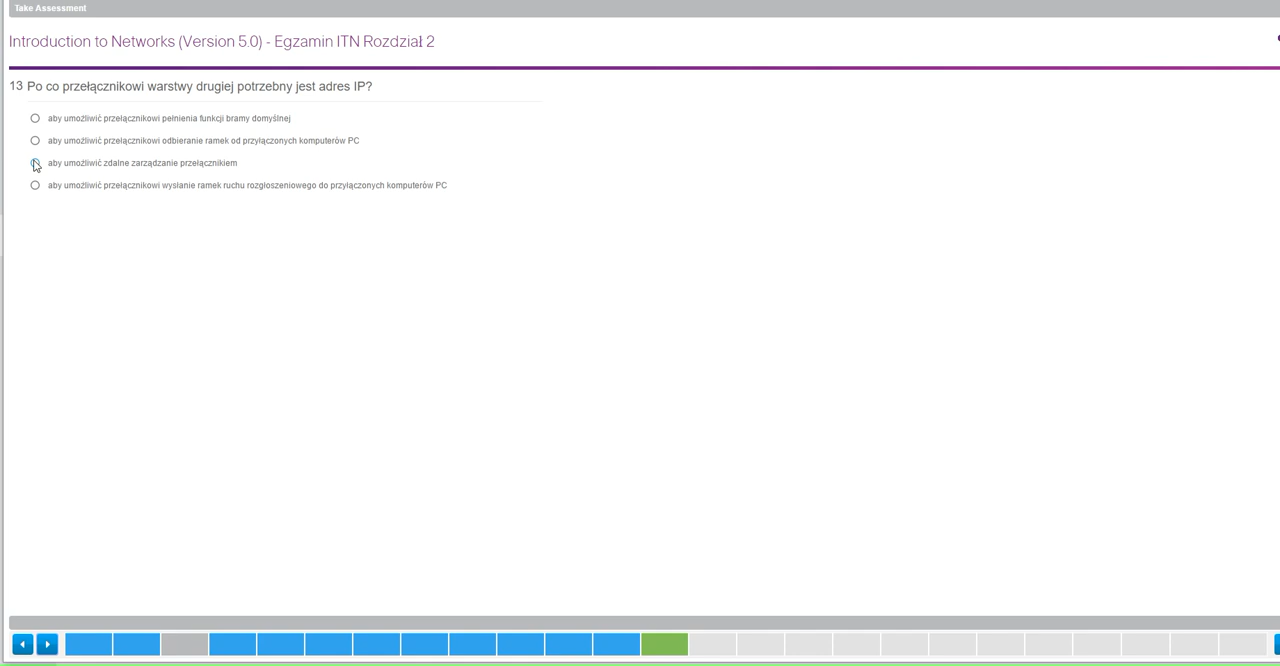 Take Assessment
Introduction to Networks (Version 5.0) - Egzamin ITN Rozdział 2
13 Po co przełącznikowi warstwy drugiej potrzebny jest adres IP?
aby umożliwić przełącznikowi pełnienia funkcji bramy domyślnej
aby umoźliwić przełącznikowi odbieranie ramek od przyłączonych komputerów PC
aby umożliwić zdalne zarządzanie przełącznikiem
aby umożliwić przełącznikowi wysłanie ramek ruchu rozgłoszeniowego do przyłączonych komputerów PC